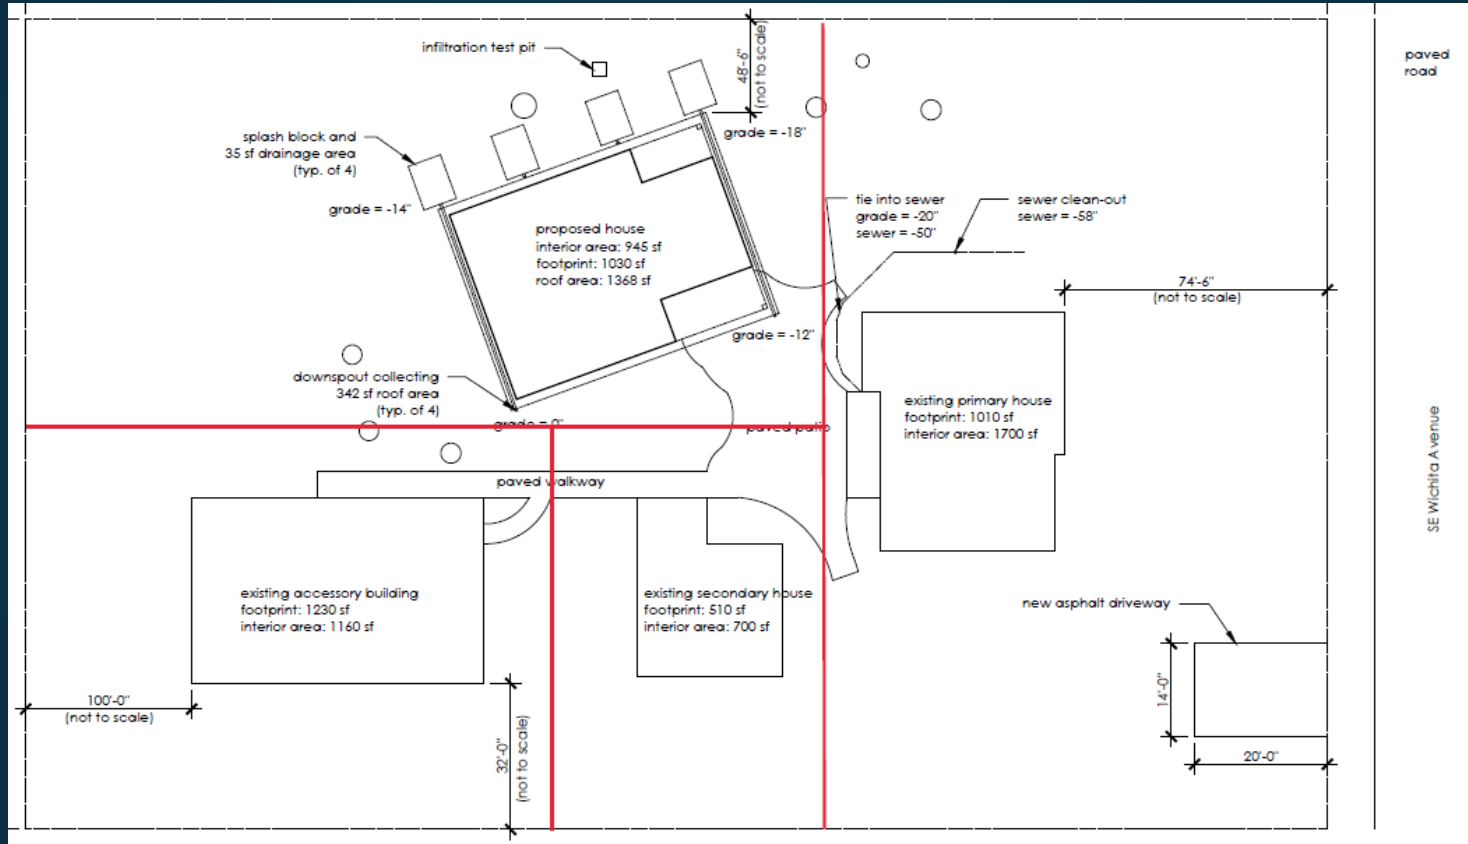 infiltration test pit
48'-6"
(not to scale)
paved
road
splash block and
35 sf drainage area
(typ. of 4)
grade = -18"
grade = -14"
tie into sewer
grade = -20"
sewer = -50"
sewer clean-out
sewer = -58"
proposed house
interior area: 945 sf
footprint: 1030 sf
roof area: 1368 sf
74'-6"
(not to scale)
grade = -12"
downspout collecting
342 sf roof area
(typ. of 4)
grade = 0"
paved patio
existing primary house
footprint: 1010 sf
interior area: 1700 sf
SE Wichita Avenue
paved walkway
existing accessory building
footprint: 1230 sf
interior area: 1160 sf
existing secondary house
footprint: 510 sf
interior area: 700 sf
new asphalt driveway
14'-0"
20'-0"
100'-0"
(not to scale)
32'-0"
(not to scale)